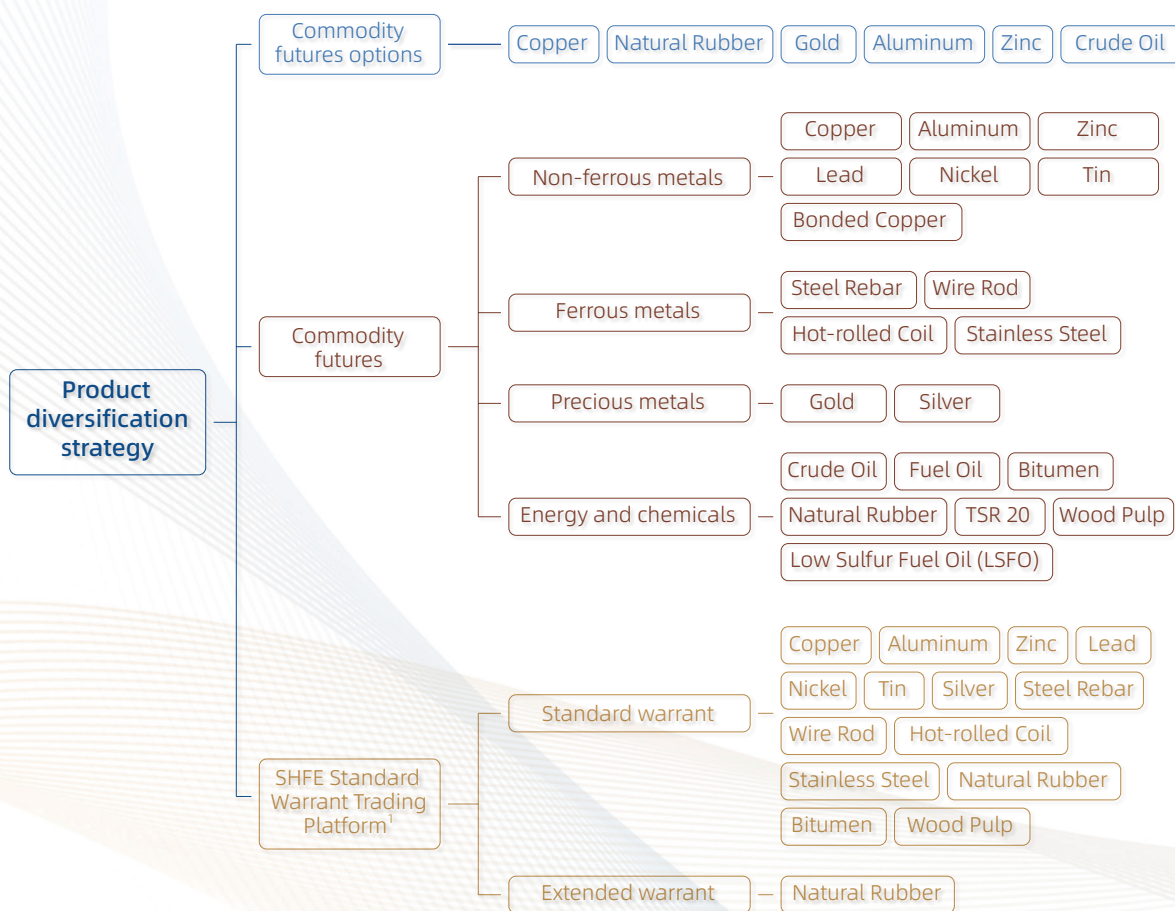 Commodity
futures options
Copper Natural Rubber Gold Aluminum Zinc Crude Oil
Product
diversification
strategy
Commodity
futures
Non-ferrous metals
Copper Aluminum Zinc
Lead Nickel Tin
Bonded Copper
Ferrous metals
Steel Rebar Wire Rod
Hot-rolled Coil Stainless Steel
Precious metals
Gold Silver
Energy and chemicals
Crude Oil Fuel Oil Bitumen
Natural Rubber TSR 20 Wood Pulp
Low Sulfur Fuel Oil (LSFO)
SHFE Standard
Warrant Trading
Platform¹
Standard warrant
Copper Aluminum Zinc Lead
Nickel Tin Silver Steel Rebar
Wire Rod Hot-rolled Coil
Stainless Steel Natural Rubber
Bitumen Wood Pulp
Extended warrant
Natural Rubber